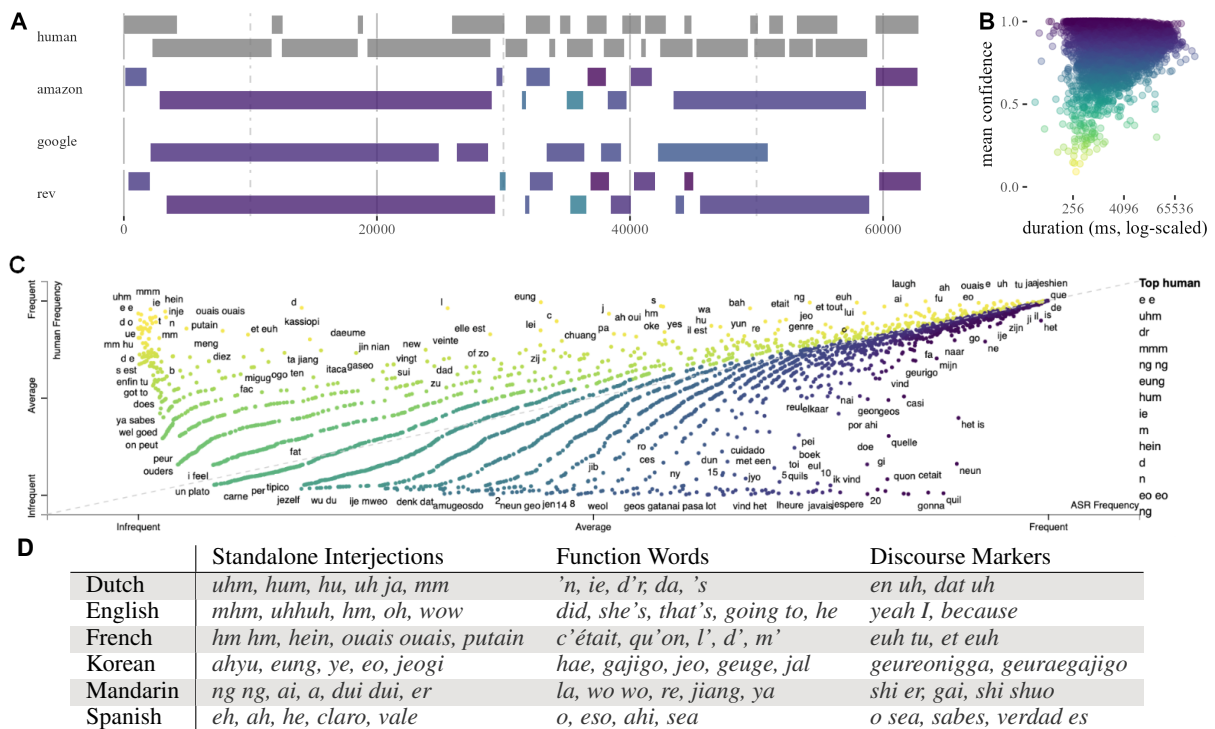 A
human
amazon
google
rev
0 20000 40000 60000
B
mean confidence
1.0
0.5
0.0
256 4096 65536
duration (ms, log-scaled)
C
Frequent
human Frequency
Average
Infrequent
uhm mmm
e e ie hein
inje ouais ouais
d o t n putain et euh
ue mm
mm hu meng
d e diez
s est b
enfin tu
got to
does
ya sabes
wel goed
on peut
peur
ouders
i feel
un plato
carne
per tipico
jezelf
wu du
ije mweo
denk dat
amugeosdo
2
neun geo
jen14 8
weol
geos gatanai pasa lot
vind het
lheure
javais
jespere
20
gonna
quil
d
kassiopi
daeume
jin nian
ta jiang
migug ogo ten
fac
itaca gaseo
new
vingt
sui
veinte
dad
zu
fat
l
elle est
of zo
zij
eung
lei
c
chuang
pa
j
ah oui
s
hm
oke
yes
wa
hu
il est
bah
yun
re
etait
ng
jeo
genre
euh
et tout
lui
o
laugh
ai
fu
ah
ouais
eo
e uh tu jaajeshien
que
de
ji il is
zijn het
go ije
ne
fa naar
mijn
geurigo
vind
nai
casi
reulelkaar
geongeos
por ahi
het is
quelle
doe
pei
boek
cuidado
met een
toi eul
ro
ces
dun
jib
ny
15
jyo
5quils
10
ik vind
gi
quon cetait
neun
ASR Frequency
Infrequent Average Frequent
Top human
e e
uhm
dr
mmm
ng ng
eung
hum
ie
m
hein
d
n
eo eo
ng
D
Standalone Interjections Function Words Discourse Markers
Dutch uhm, hum, hu, uh ja, mm 'n, ie, d'r, da, 's en uh, dat uh
English mhm, uhhuh, hm, oh, wow did, she's, that's, going to, he yeah I, because
French hm hm, hein, ouais ouais, putain c'était, qu'on, l', d', m' euh tu, et euh
Korean ahyu, eung, ye, eo, jeogi hae, gajigo, jeo, geuge, jal geureonigga, geuraegajigo
Mandarin ng ng, ai, a, dui dui, er la, wo wo, re, jiang, ya shi er, gai, shi shuo
Spanish eh, ah, he, claro, vale o, eso, ahi, sea o sea, sabes, verdad es